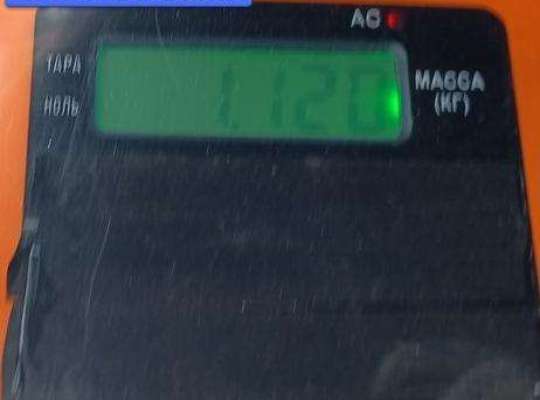 AC
ТАРА
1.120
НОЛЬ
МАССА
(КГ)